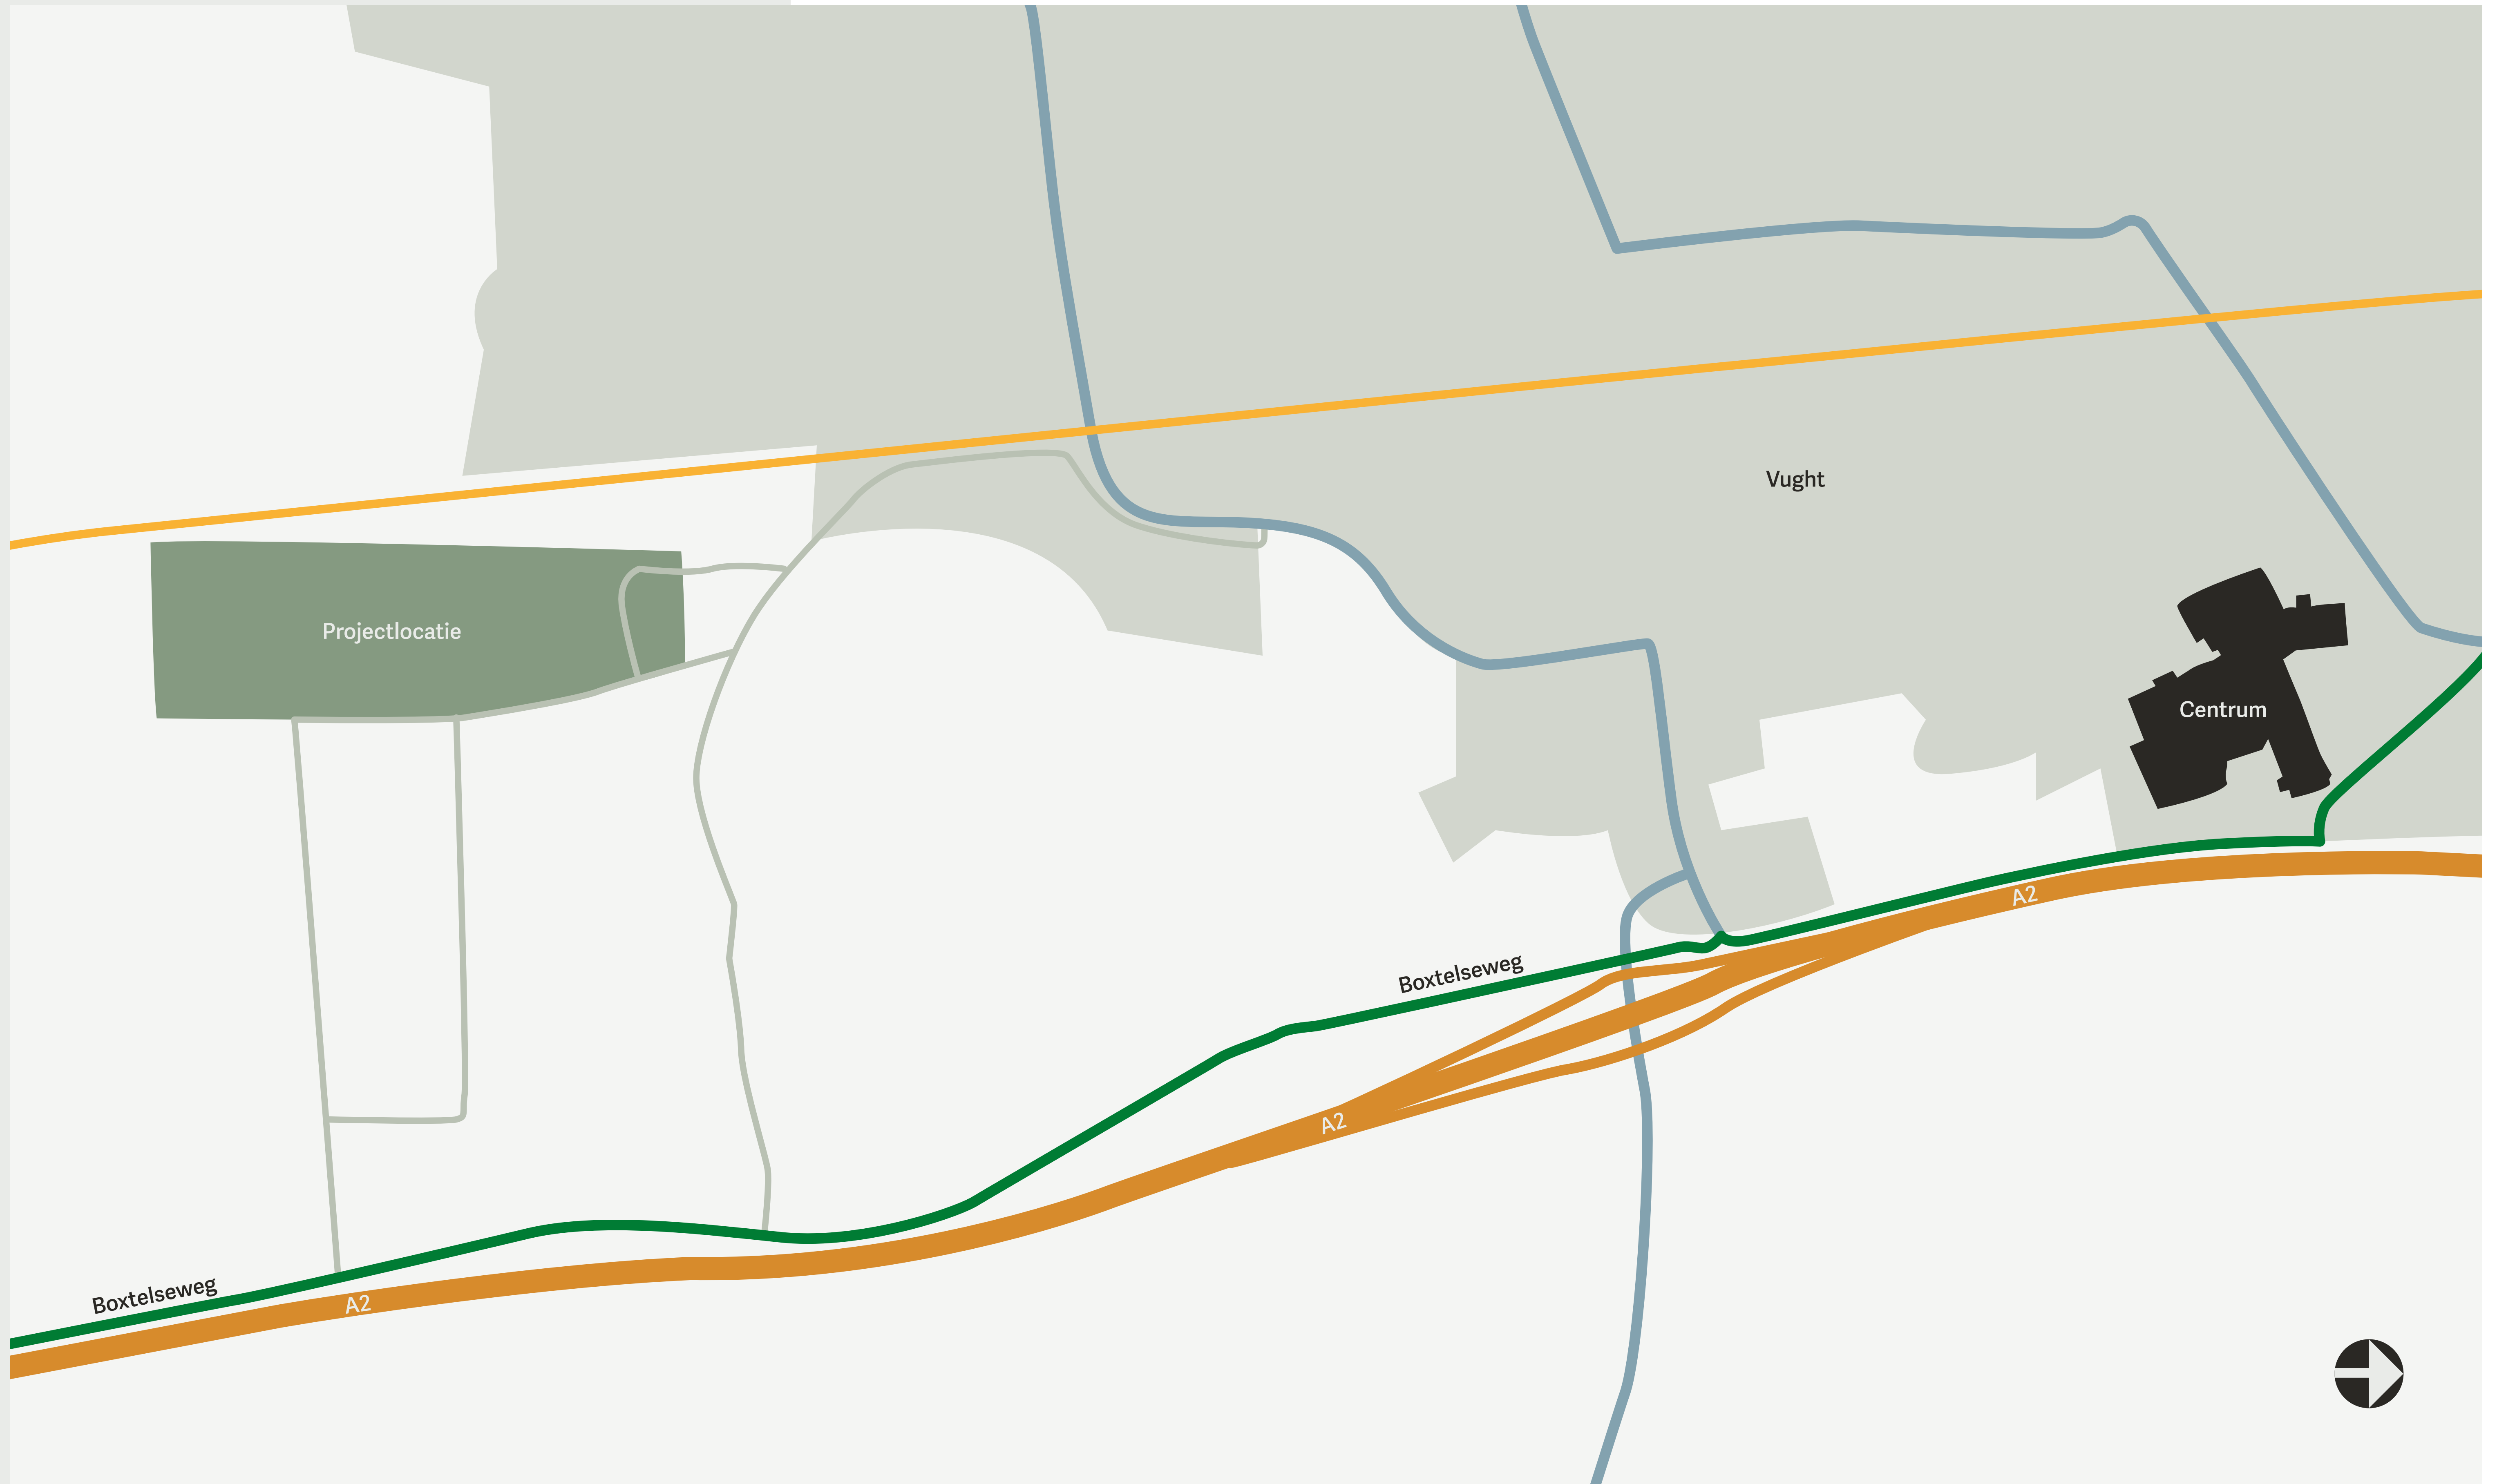 Vught
Projectlocatie
Centrum
A2
Boxtelseweg
A2
Boxtelseweg
A2